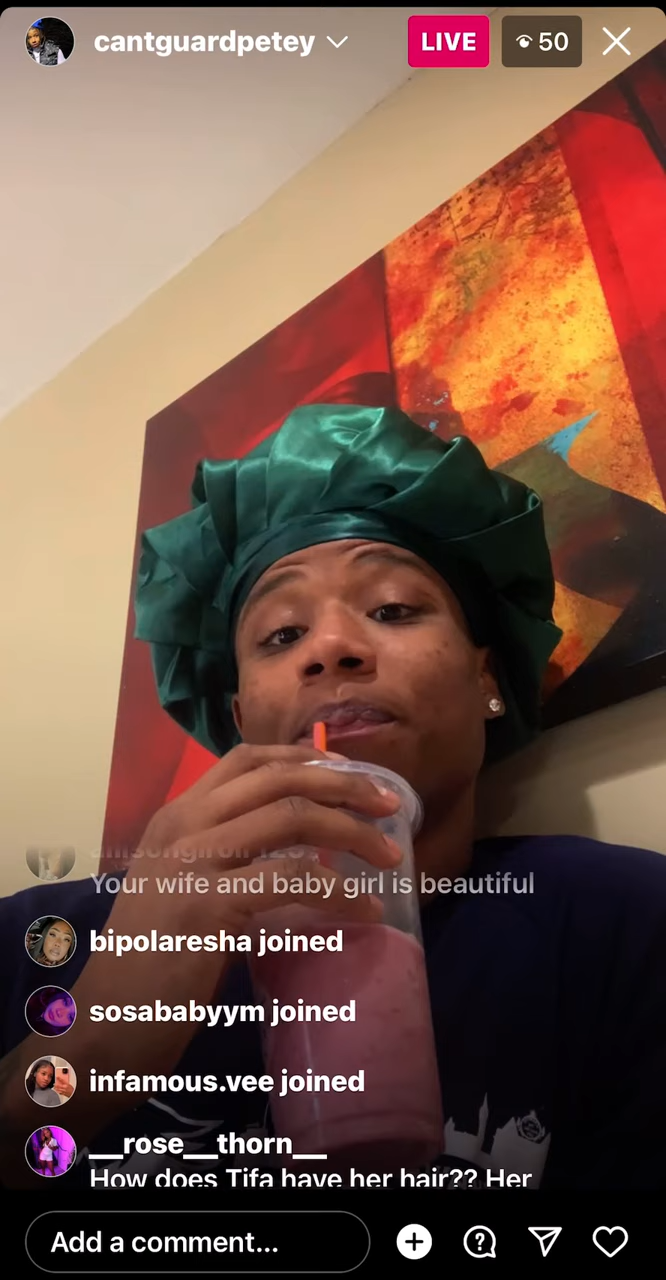 cantguardpetey
LIVE
50
Your wife and baby girl is beautiful
bipolaresha joined
sosababyym joined
infamous.vee joined
__rose__thorn__
How does Tifa have her hair?? Her
Add a comment...